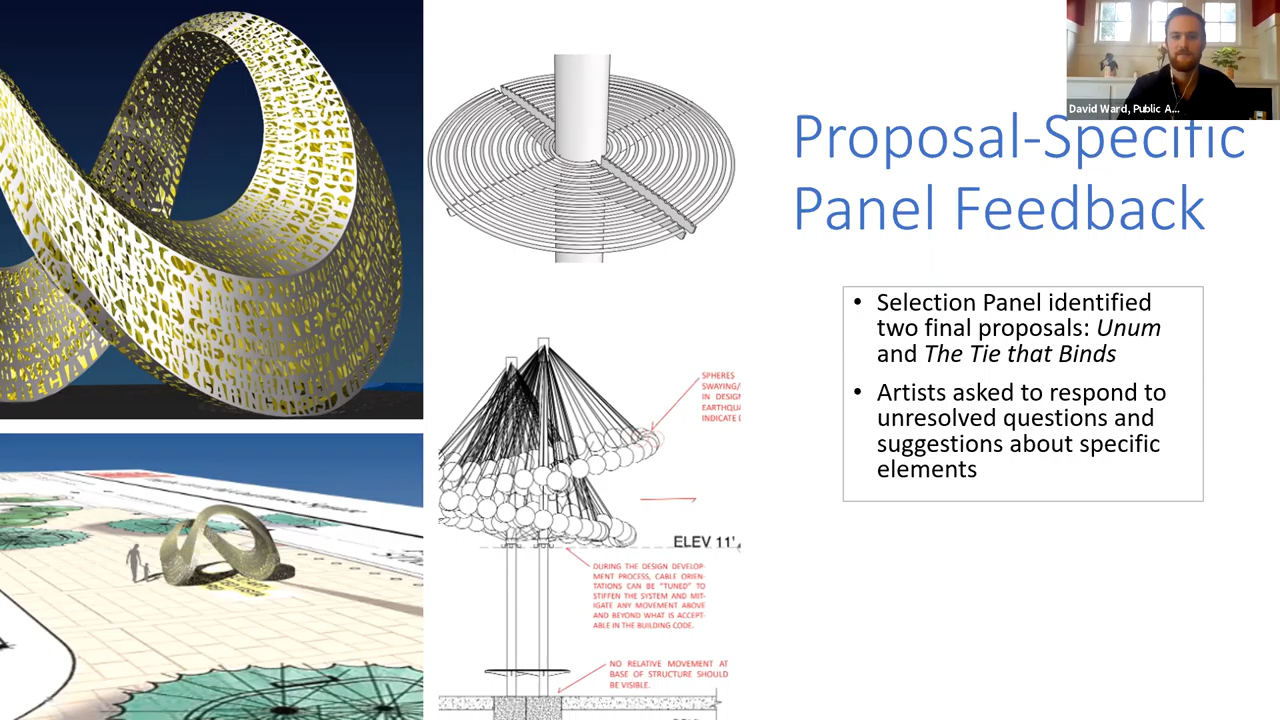 David Ward, Public A...
Proposal-Specific
Panel Feedback
• Selection Panel identified
two final proposals: Unum
and The Tie that Binds
• Artists asked to respond to
unresolved questions and
suggestions about specific
elements
SPHERES
SWAYING/
IN DESIG
EARTHQU
INDICATE
ELEV 11'
DURING THE DESIGN DEVELOP-
MENT PROCESS, CABLE ORIEN-
TATIONS CAN BE "TUNED" TO
STIFFEN THE SYSTEM AND MIT-
IGATE ANY MOVEMENT ABOVE
AND BEYOND WHAT IS ACCEPT-
ABLE IN THE BUILDING CODE.
NO RELATIVE MOVEMENT AT
BASE OF STRUCTURE SHOULD
BE VISIBLE.